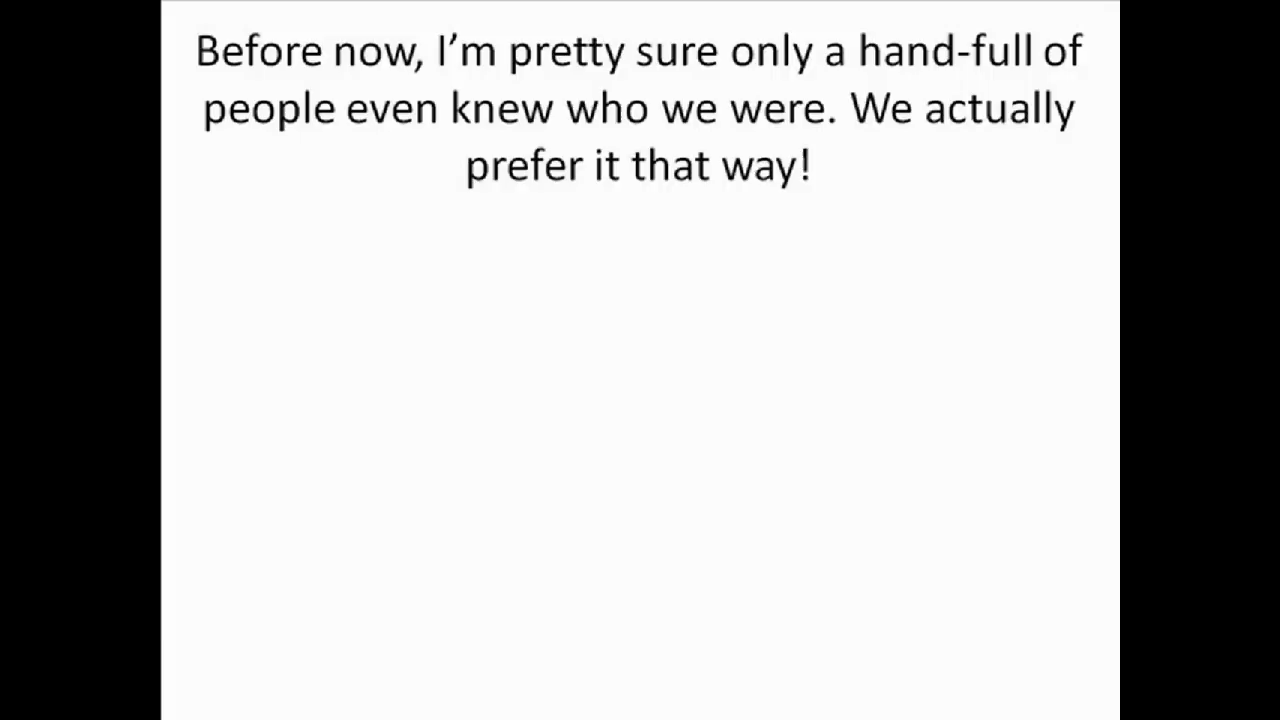 Before now, I’m pretty sure only a hand-full of
people even knew who we were. We actually
prefer it that way!